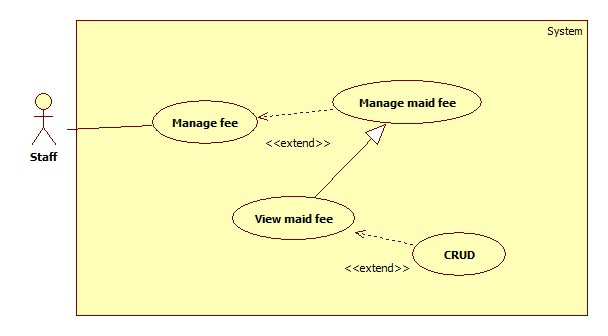 System
Manage maid fee
Manage fee
<<extend>>
Staff
View maid fee
CRUD
<<extend>>